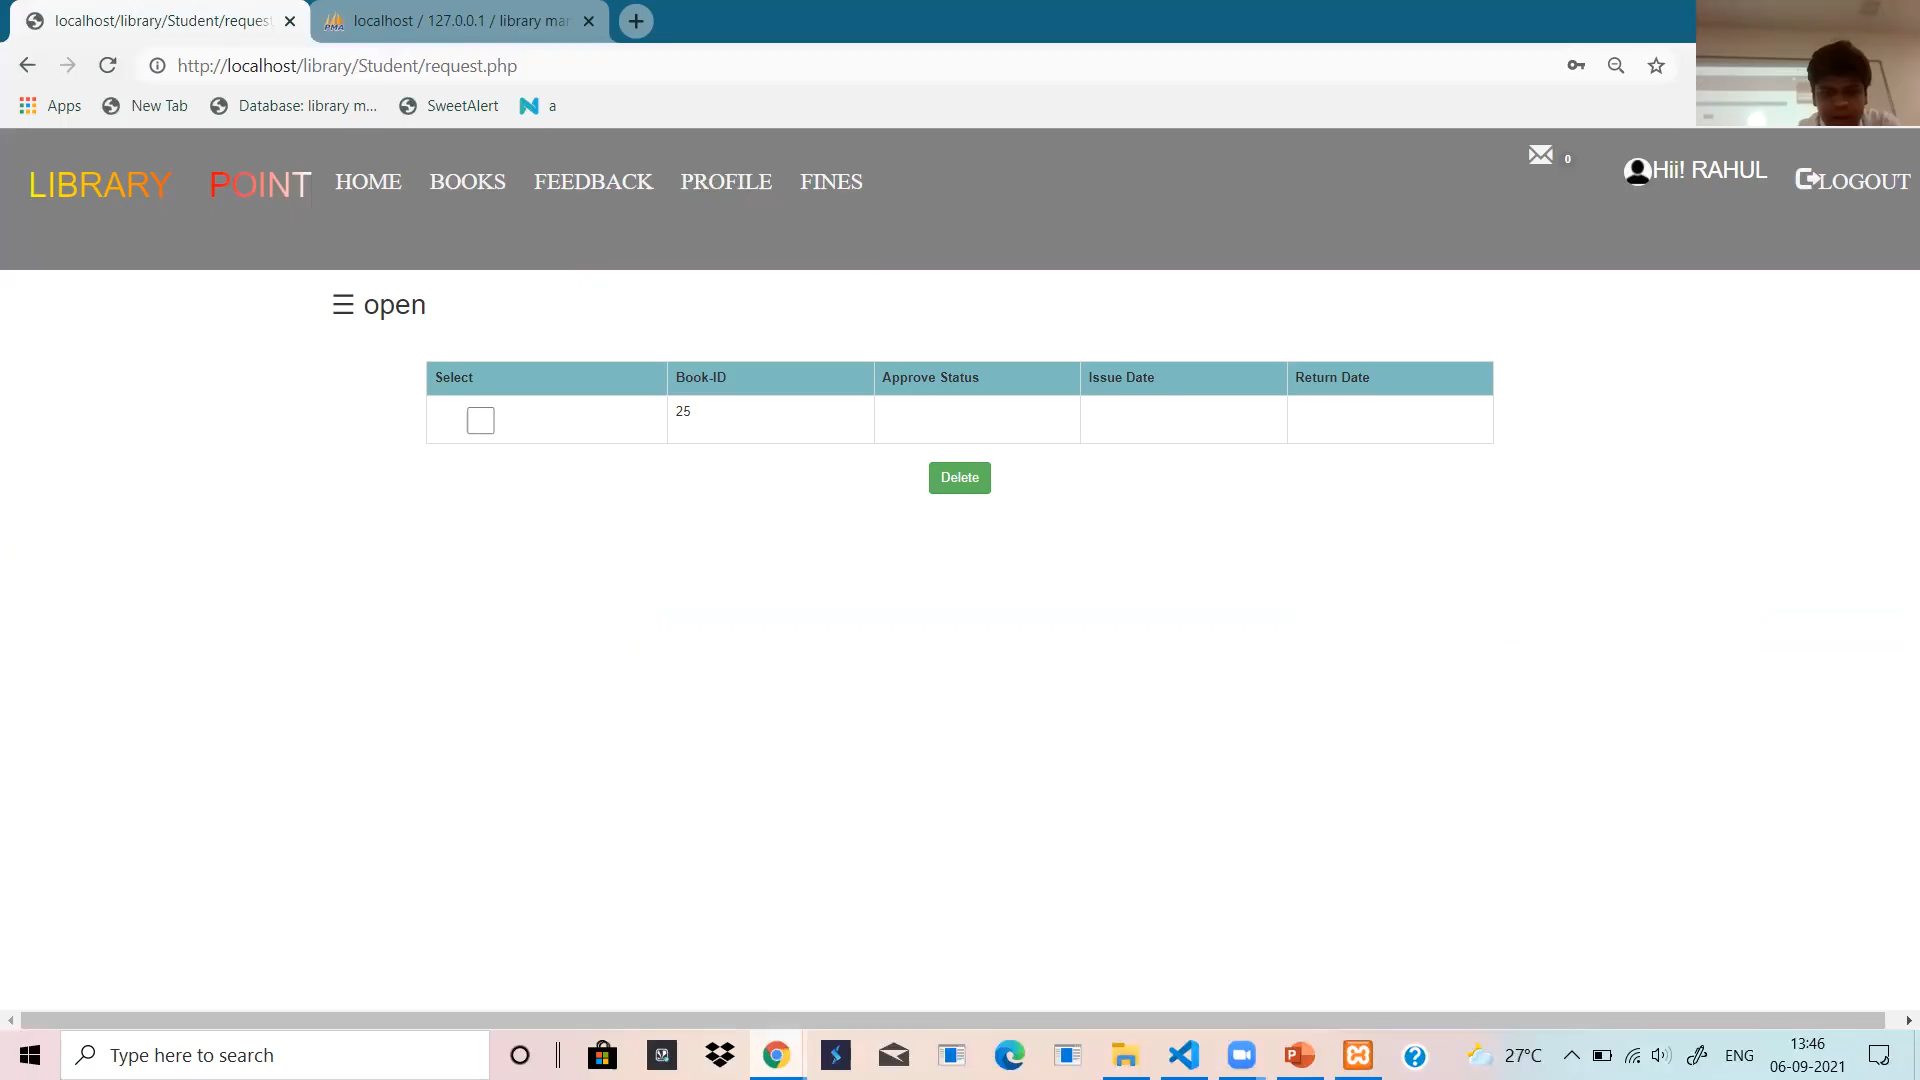 localhost/library/Student/reques
localhost / 127.0.0.1 / library mar
http://localhost/library/Student/request.php
Apps New Tab Database: library m... SweetAlert a
LIBRARY POINT HOME BOOKS FEEDBACK PROFILE FINES 0 Hii! RAHUL LOGOUT
☰ open
Select Book-ID Approve Status Issue Date Return Date
25
Delete
Type here to search
27°C ENG
13:46
06-09-2021